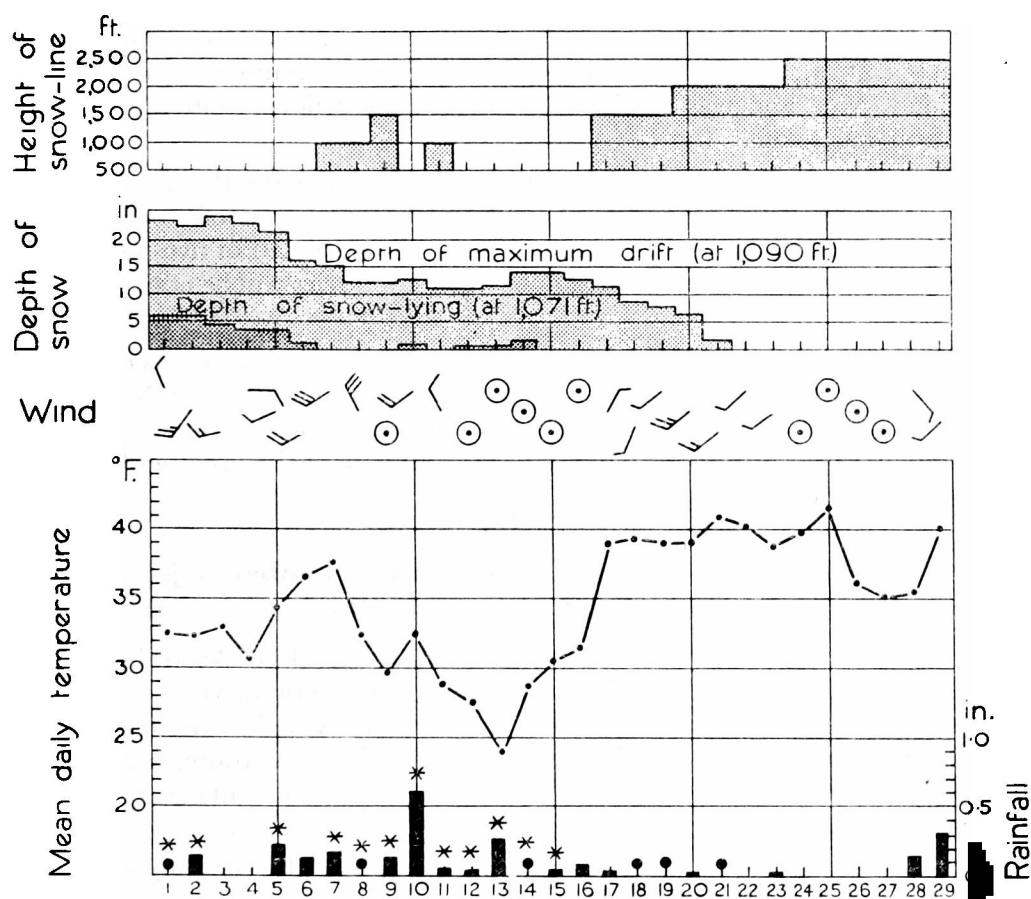 ft.
Height of
snow-line
2,500
2,000
1,500
1,000
500
Depth of
snow
in
20
15
10
5
0
Depth of maximum drift (at 1,090 ft.)
Depth of snow-lying (at 1,071 ft.)
Wind
°F.
Mean daily temperature
40
35
30
25
20
in.
1·0
0·5
Rainfall
1 2 3 4 5 6 7 8 9 10 11 12 13 14 15 16 17 18 19 20 21 22 23 24 25 26 27 28 29